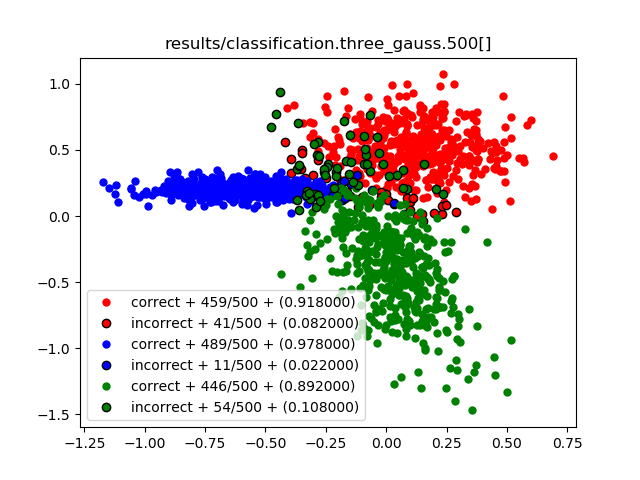 results/classification.three_gauss.500[]
1.0
0.5
0.0
−0.5
−1.0
−1.5
correct + 459/500 + (0.918000)
incorrect + 41/500 + (0.082000)
correct + 489/500 + (0.978000)
incorrect + 11/500 + (0.022000)
correct + 446/500 + (0.892000)
incorrect + 54/500 + (0.108000)
−1.25 −1.00 −0.75 −0.50 −0.25 0.00 0.25 0.50 0.75